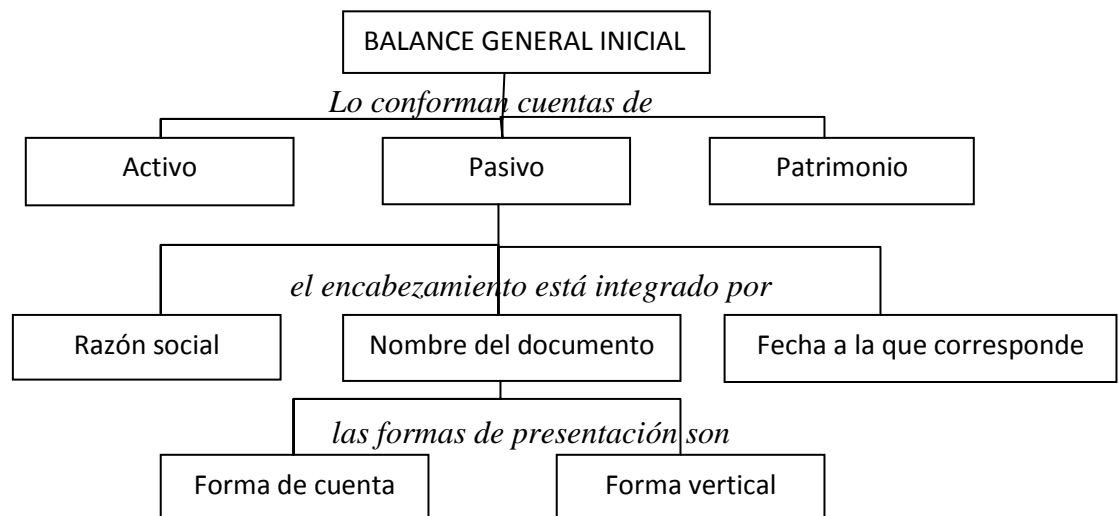 BALANCE GENERAL INICIAL
Lo conforman cuentas de
Activo
Pasivo
Patrimonio
el encabezamiento está integrado por
Razón social
Nombre del documento
Fecha a la que corresponde
las formas de presentación son
Forma de cuenta
Forma vertical